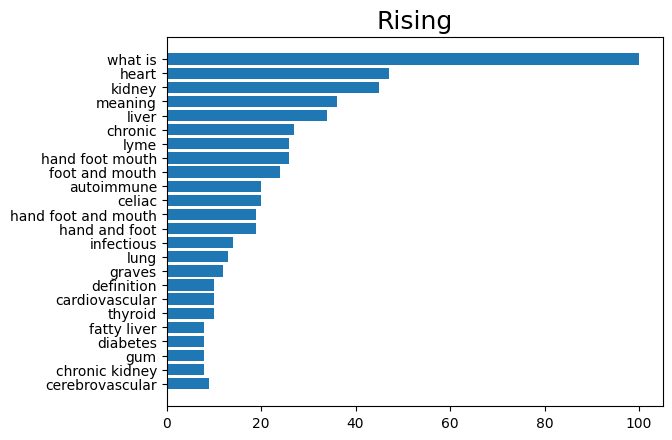 Rising
what is
heart
kidney
meaning
liver
chronic
lyme
hand foot mouth
foot and mouth
autoimmune
celiac
hand foot and mouth
hand and foot
infectious
lung
graves
definition
cardiovascular
thyroid
fatty liver
diabetes
gum
chronic kidney
cerebrovascular
0 20 40 60 80 100